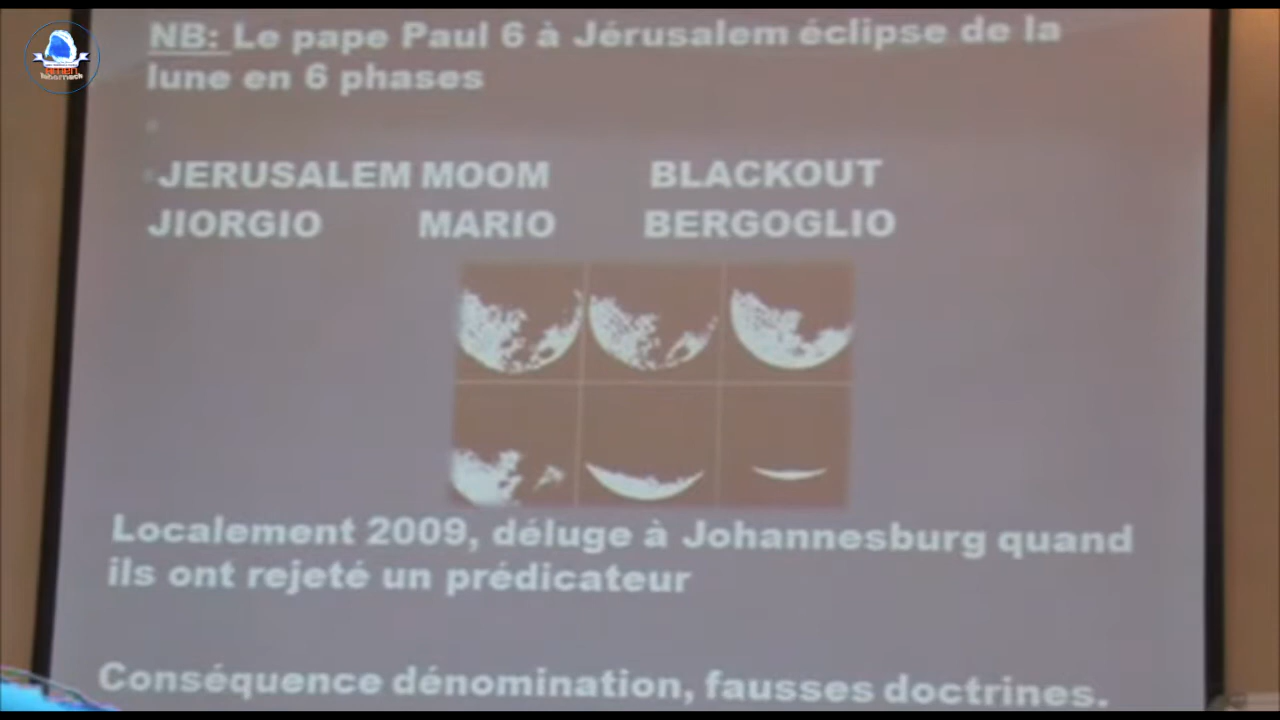 NB: Le pape Paul 6 à Jérusalem éclipse de la
lune en 6 phases
JERUSALEM MOOM BLACKOUT
JIORGIO MARIO BERGOGLIO
Localement 2009, déluge à Johannesburg quand
ils ont rejeté un prédicateur
Conséquence dénomination, fausses doctrines.